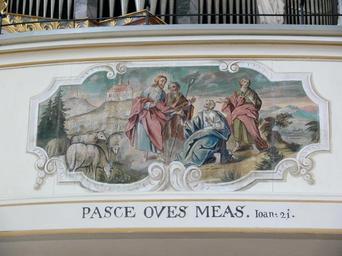 PASCE OVES MEAS. Ioan: 21.